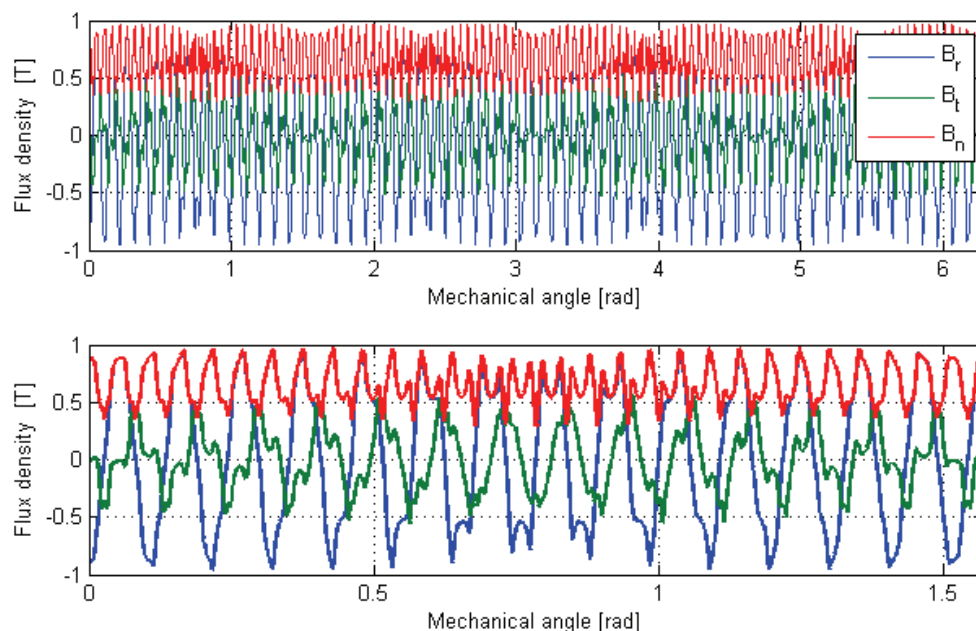 1
0.5
0
-0.5
-1
Flux density [T]
0 1 2 3 4 5 6
Mechanical angle [rad]
B_r
B_t
B_n
1
0.5
0
-0.5
-1
Flux density [T]
0 0.5 1 1.5
Mechanical angle [rad]